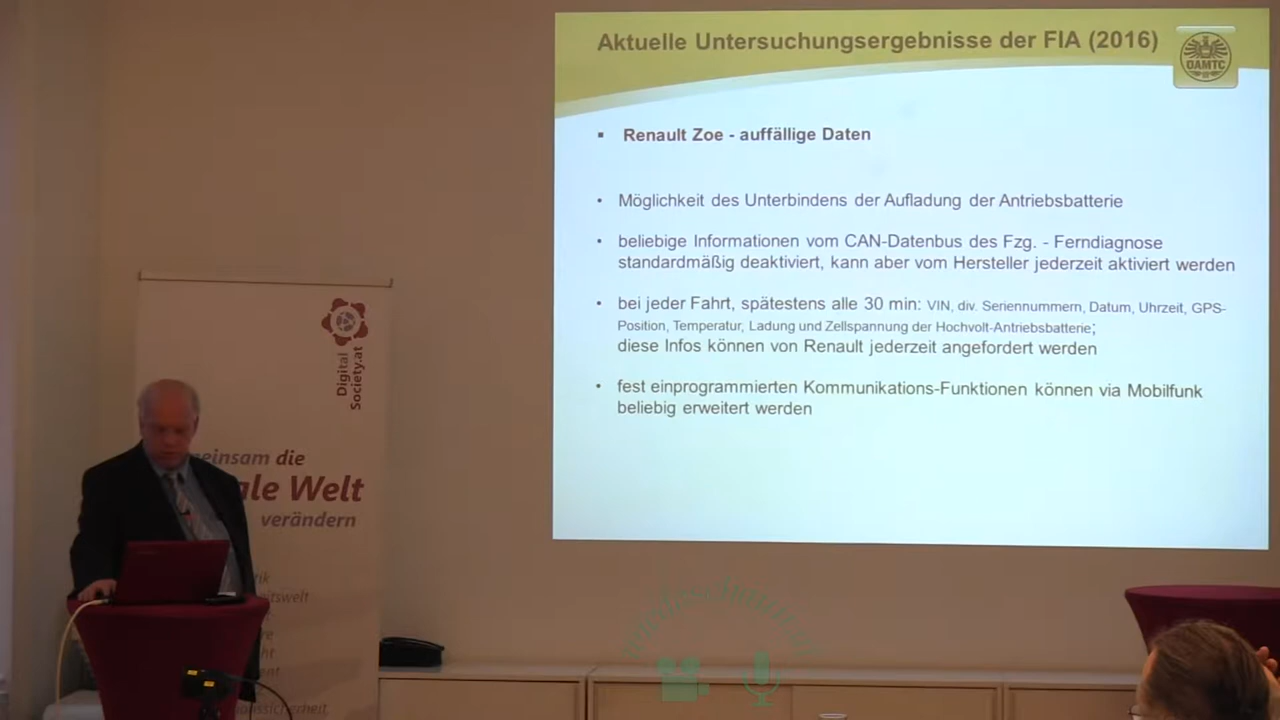 Aktuelle Untersuchungsergebnisse der FIA (2016)
ÖAMTC
Renault Zoe - auffällige Daten
Möglichkeit des Unterbindens der Aufladung der Antriebsbatterie
beliebige Informationen vom CAN-Datenbus des Fzg. - Ferndiagnose
standardmäßig deaktiviert, kann aber vom Hersteller jederzeit aktiviert werden
bei jeder Fahrt, spätestens alle 30 min: VIN, div. Seriennummern, Datum, Uhrzeit, GPS-
Position, Temperatur, Ladung und Zellspannung der Hochvolt-Antriebsbatterie;
diese Infos können von Renault jederzeit angefordert werden
fest einprogrammierten Kommunikations-Funktionen können via Mobilfunk
beliebig erweitert werden
Digital
Society.at
einsam die
ale Welt
verändern